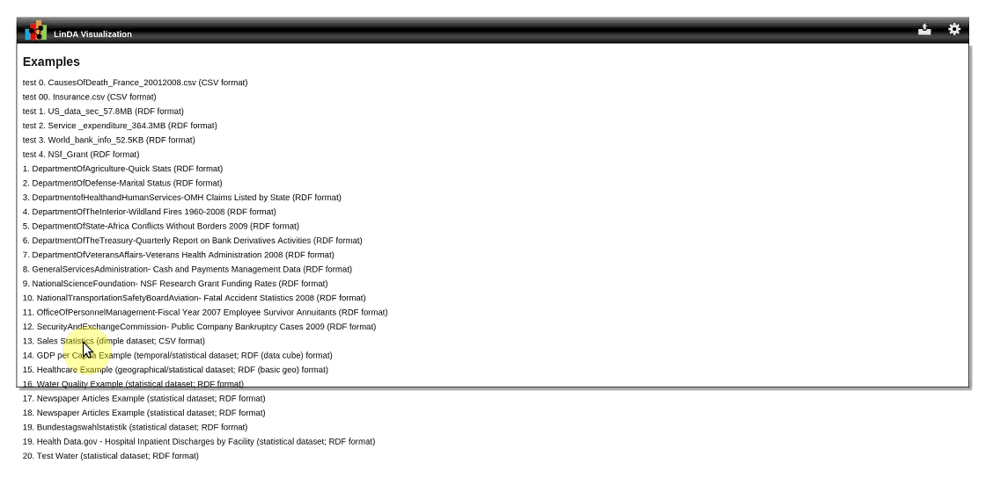 LinDA Visualization
Examples
test 0. CausesOfDeath_France_20012008.csv (CSV format)
test 00. Insurance.csv (CSV format)
test 1. US_data_sec_57.8MB (RDF format)
test 2. Service _expenditure_364.3MB (RDF format)
test 3. World_bank_info_52.5KB (RDF format)
test 4. NSf_Grant (RDF format)
1. DepartmentOfAgriculture-Quick Stats (RDF format)
2. DepartmentOfDefense-Marital Status (RDF format)
3. DepartmentofHealthandHumanServices-OMH Claims Listed by State (RDF format)
4. DepartmentOfTheInterior-Wildland Fires 1960-2008 (RDF format)
5. DepartmentOfState-Africa Conflicts Without Borders 2009 (RDF format)
6. DepartmentOfTheTreasury-Quarterly Report on Bank Derivatives Activities (RDF format)
7. DepartmentOfVeteransAffairs-Veterans Health Administration 2008 (RDF format)
8. GeneralServicesAdministration- Cash and Payments Management Data (RDF format)
9. NationalScienceFoundation- NSF Research Grant Funding Rates (RDF format)
10. NationalTransportationSafetyBoardAviation- Fatal Accident Statistics 2008 (RDF format)
11. OfficeOfPersonnelManagement-Fiscal Year 2007 Employee Survivor Annuitants (RDF format)
12. SecurityAndExchangeCommission- Public Company Bankruptcy Cases 2009 (RDF format)
13. Sales Statistics (dimple dataset; CSV format)
14. GDP per Capita Example (temporal/statistical dataset; RDF (data cube) format)
15. Healthcare Example (geographical/statistical dataset; RDF (basic geo) format)
16. Water Quality Example (statistical dataset; RDF format)
17. Newspaper Articles Example (statistical dataset; RDF format)
18. Newspaper Articles Example (statistical dataset; RDF format)
19. Bundestagswahlstatistik (statistical dataset; RDF format)
19. Health Data.gov - Hospital Inpatient Discharges by Facility (statistical dataset; RDF format)
20. Test Water (statistical dataset; RDF format)